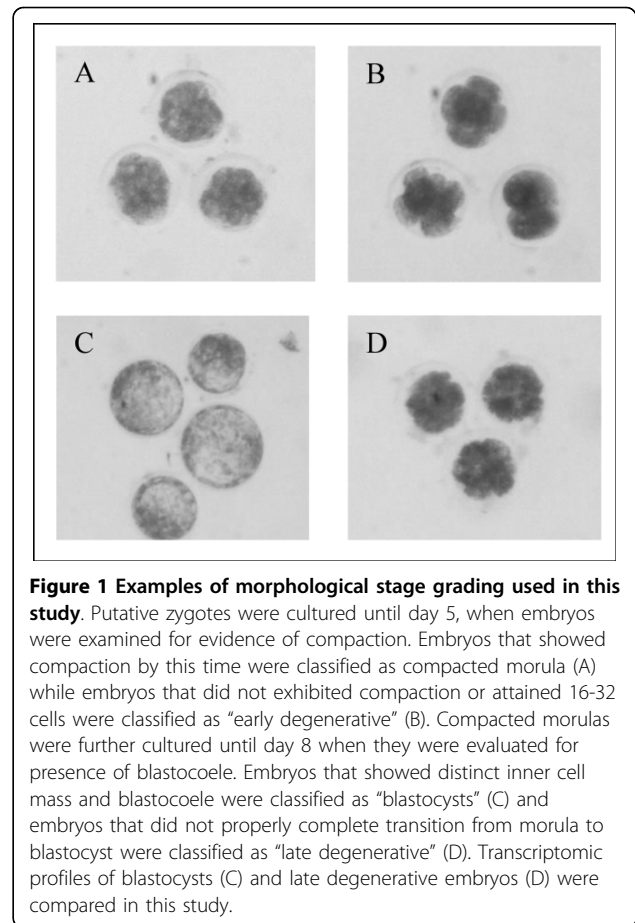 A
B
C
D
Figure 1 Examples of morphological stage grading used in this
study. Putative zygotes were cultured until day 5, when embryos
were examined for evidence of compaction. Embryos that showed
compaction by this time were classified as compacted morula (A)
while embryos that did not exhibited compaction or attained 16-32
cells were classified as “early degenerative” (B). Compacted morulas
were further cultured until day 8 when they were evaluated for
presence of blastocoele. Embryos that showed distinct inner cell
mass and blastocoele were classified as “blastocysts” (C) and
embryos that did not properly complete transition from morula to
blastocyst were classified as “late degenerative” (D). Transcriptomic
profiles of blastocysts (C) and late degenerative embryos (D) were
compared in this study.